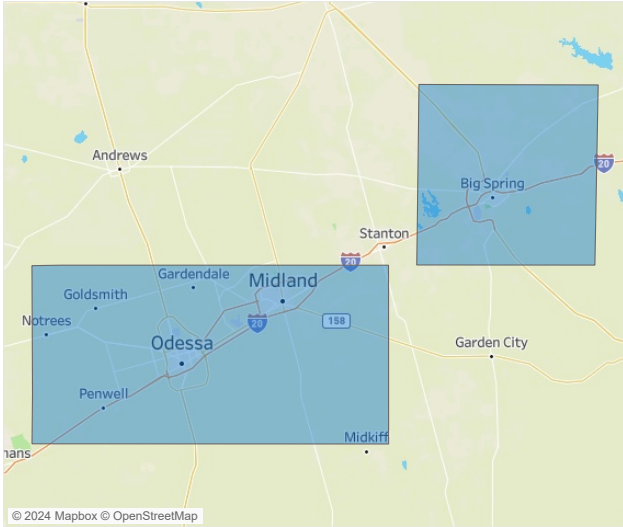 Andrews
20
Big Spring
Stanton
20
Gardendale
Midland
Goldsmith
Notrees
20
158
Odessa
Garden City
Penwell
Midkiff
hans
© 2024 Mapbox © OpenStreetMap